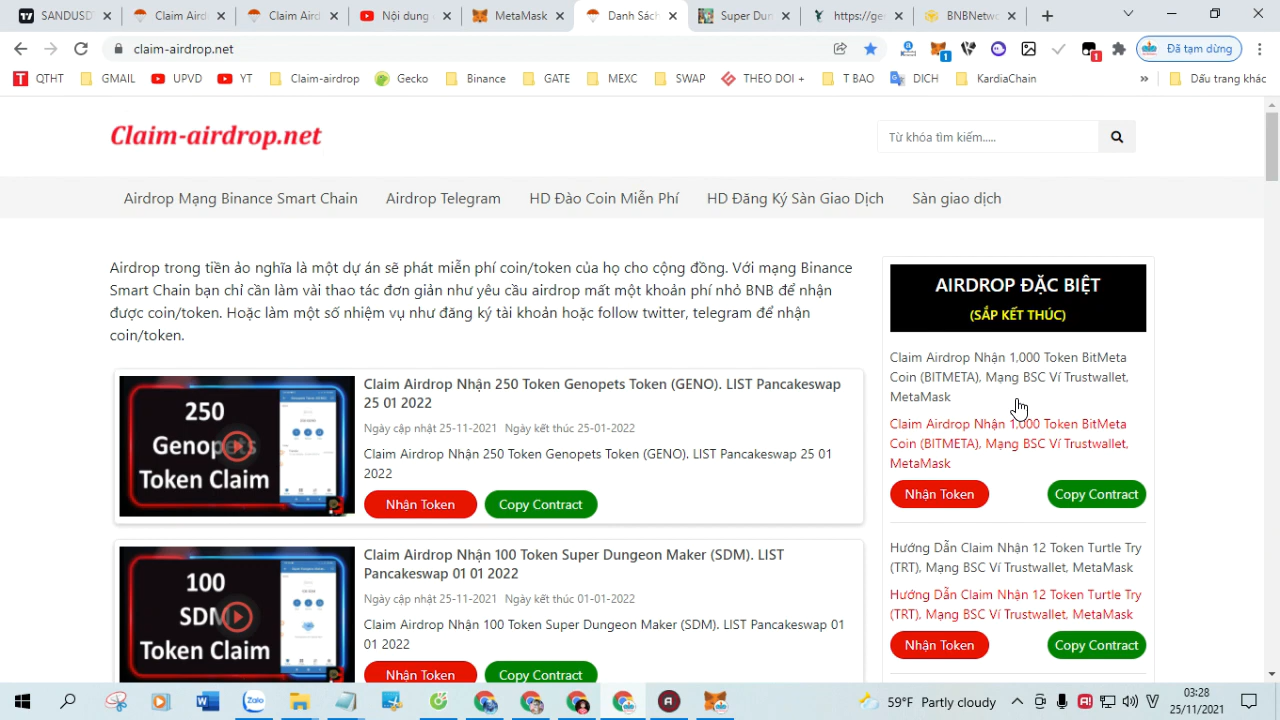 SANDUSD
Claim Aird
Claim Aird
Nội dung
MetaMask
Danh Sách
Super Dun
https://ge
BNBNetwo
claim-airdrop.net
Đã tạm dừng
QTHT
GMAIL
UPVD
YT
Claim-airdrop
Gecko
Binance
GATE
MEXC
SWAP
THEO DOI +
T BAO
DICH
KardiaChain
»
Dấu trang khác
Claim-airdrop.net
Từ khóa tìm kiếm.....
Airdrop Mạng Binance Smart Chain
Airdrop Telegram
HD Đào Coin Miễn Phí
HD Đăng Ký Sàn Giao Dịch
Sàn giao dịch
Airdrop trong tiền ảo nghĩa là một dự án sẽ phát miễn phí coin/token của họ cho cộng đồng. Với mạng Binance
Smart Chain bạn chỉ cần làm vài thao tác đơn giản như yêu cầu airdrop mất một khoản phí nhỏ BNB để nhận
được coin/token. Hoặc làm một số nhiệm vụ như đăng ký tài khoản hoặc follow twitter, telegram để nhận
coin/token.
250
Genopets
Token Claim
Claim Airdrop Nhận 250 Token Genopets Token (GENO). LIST Pancakeswap
25 01 2022
Ngày cập nhật 25-11-2021 Ngày kết thúc 25-01-2022
Claim Airdrop Nhận 250 Token Genopets Token (GENO). LIST Pancakeswap 25 01
2022
Nhận Token
Copy Contract
100
SDM
Token Claim
Claim Airdrop Nhận 100 Token Super Dungeon Maker (SDM). LIST
Pancakeswap 01 01 2022
Ngày cập nhật 25-11-2021 Ngày kết thúc 01-01-2022
Claim Airdrop Nhận 100 Token Super Dungeon Maker (SDM). LIST Pancakeswap 01
01 2022
Nhận Token
Copy Contract
AIRDROP ĐẶC BIỆT
(SẮP KẾT THÚC)
Claim Airdrop Nhận 1,000 Token BitMeta
Coin (BITMETA), Mạng BSC Ví Trustwallet,
MetaMask
Claim Airdrop Nhận 1,000 Token BitMeta
Coin (BITMETA), Mạng BSC Ví Trustwallet,
MetaMask
Nhận Token
Copy Contract
Hướng Dẫn Claim Nhận 12 Token Turtle Try
(TRT), Mạng BSC Ví Trustwallet, MetaMask
Hướng Dẫn Claim Nhận 12 Token Turtle Try
(TRT), Mạng BSC Ví Trustwallet, MetaMask
Nhận Token
Copy Contract
Zalo
59°F Partly cloudy
03:28
25/11/2021